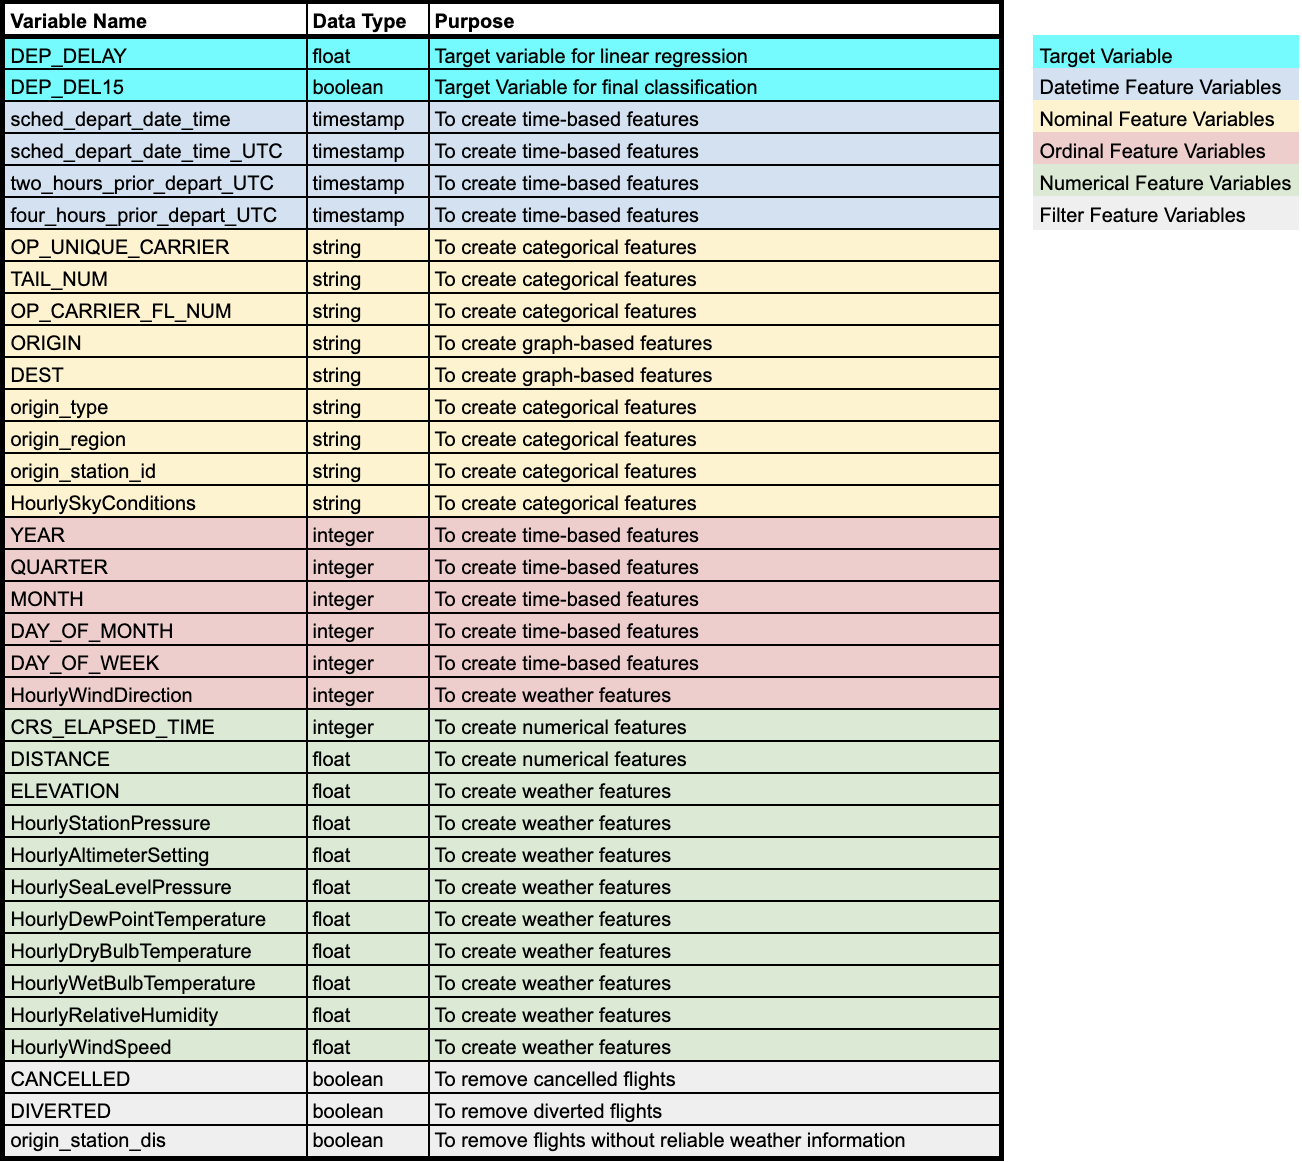 Variable Name Data Type Purpose
DEP_DELAY float Target variable for linear regression
DEP_DEL15 boolean Target Variable for final classification
sched_depart_date_time timestamp To create time-based features
sched_depart_date_time_UTC timestamp To create time-based features
two_hours_prior_depart_UTC timestamp To create time-based features
four_hours_prior_depart_UTC timestamp To create time-based features
OP_UNIQUE_CARRIER string To create categorical features
TAIL_NUM string To create categorical features
OP_CARRIER_FL_NUM string To create categorical features
ORIGIN string To create graph-based features
DEST string To create graph-based features
origin_type string To create categorical features
origin_region string To create categorical features
origin_station_id string To create categorical features
HourlySkyConditions string To create categorical features
YEAR integer To create time-based features
QUARTER integer To create time-based features
MONTH integer To create time-based features
DAY_OF_MONTH integer To create time-based features
DAY_OF_WEEK integer To create time-based features
HourlyWindDirection integer To create weather features
CRS_ELAPSED_TIME integer To create numerical features
DISTANCE float To create numerical features
ELEVATION float To create weather features
HourlyStationPressure float To create weather features
HourlyAltimeterSetting float To create weather features
HourlySeaLevelPressure float To create weather features
HourlyDewPointTemperature float To create weather features
HourlyDryBulbTemperature float To create weather features
HourlyWetBulbTemperature float To create weather features
HourlyRelativeHumidity float To create weather features
HourlyWindSpeed float To create weather features
CANCELLED boolean To remove cancelled flights
DIVERTED boolean To remove diverted flights
origin_station_dis boolean To remove flights without reliable weather information
Target Variable
Datetime Feature Variables
Nominal Feature Variables
Ordinal Feature Variables
Numerical Feature Variables
Filter Feature Variables